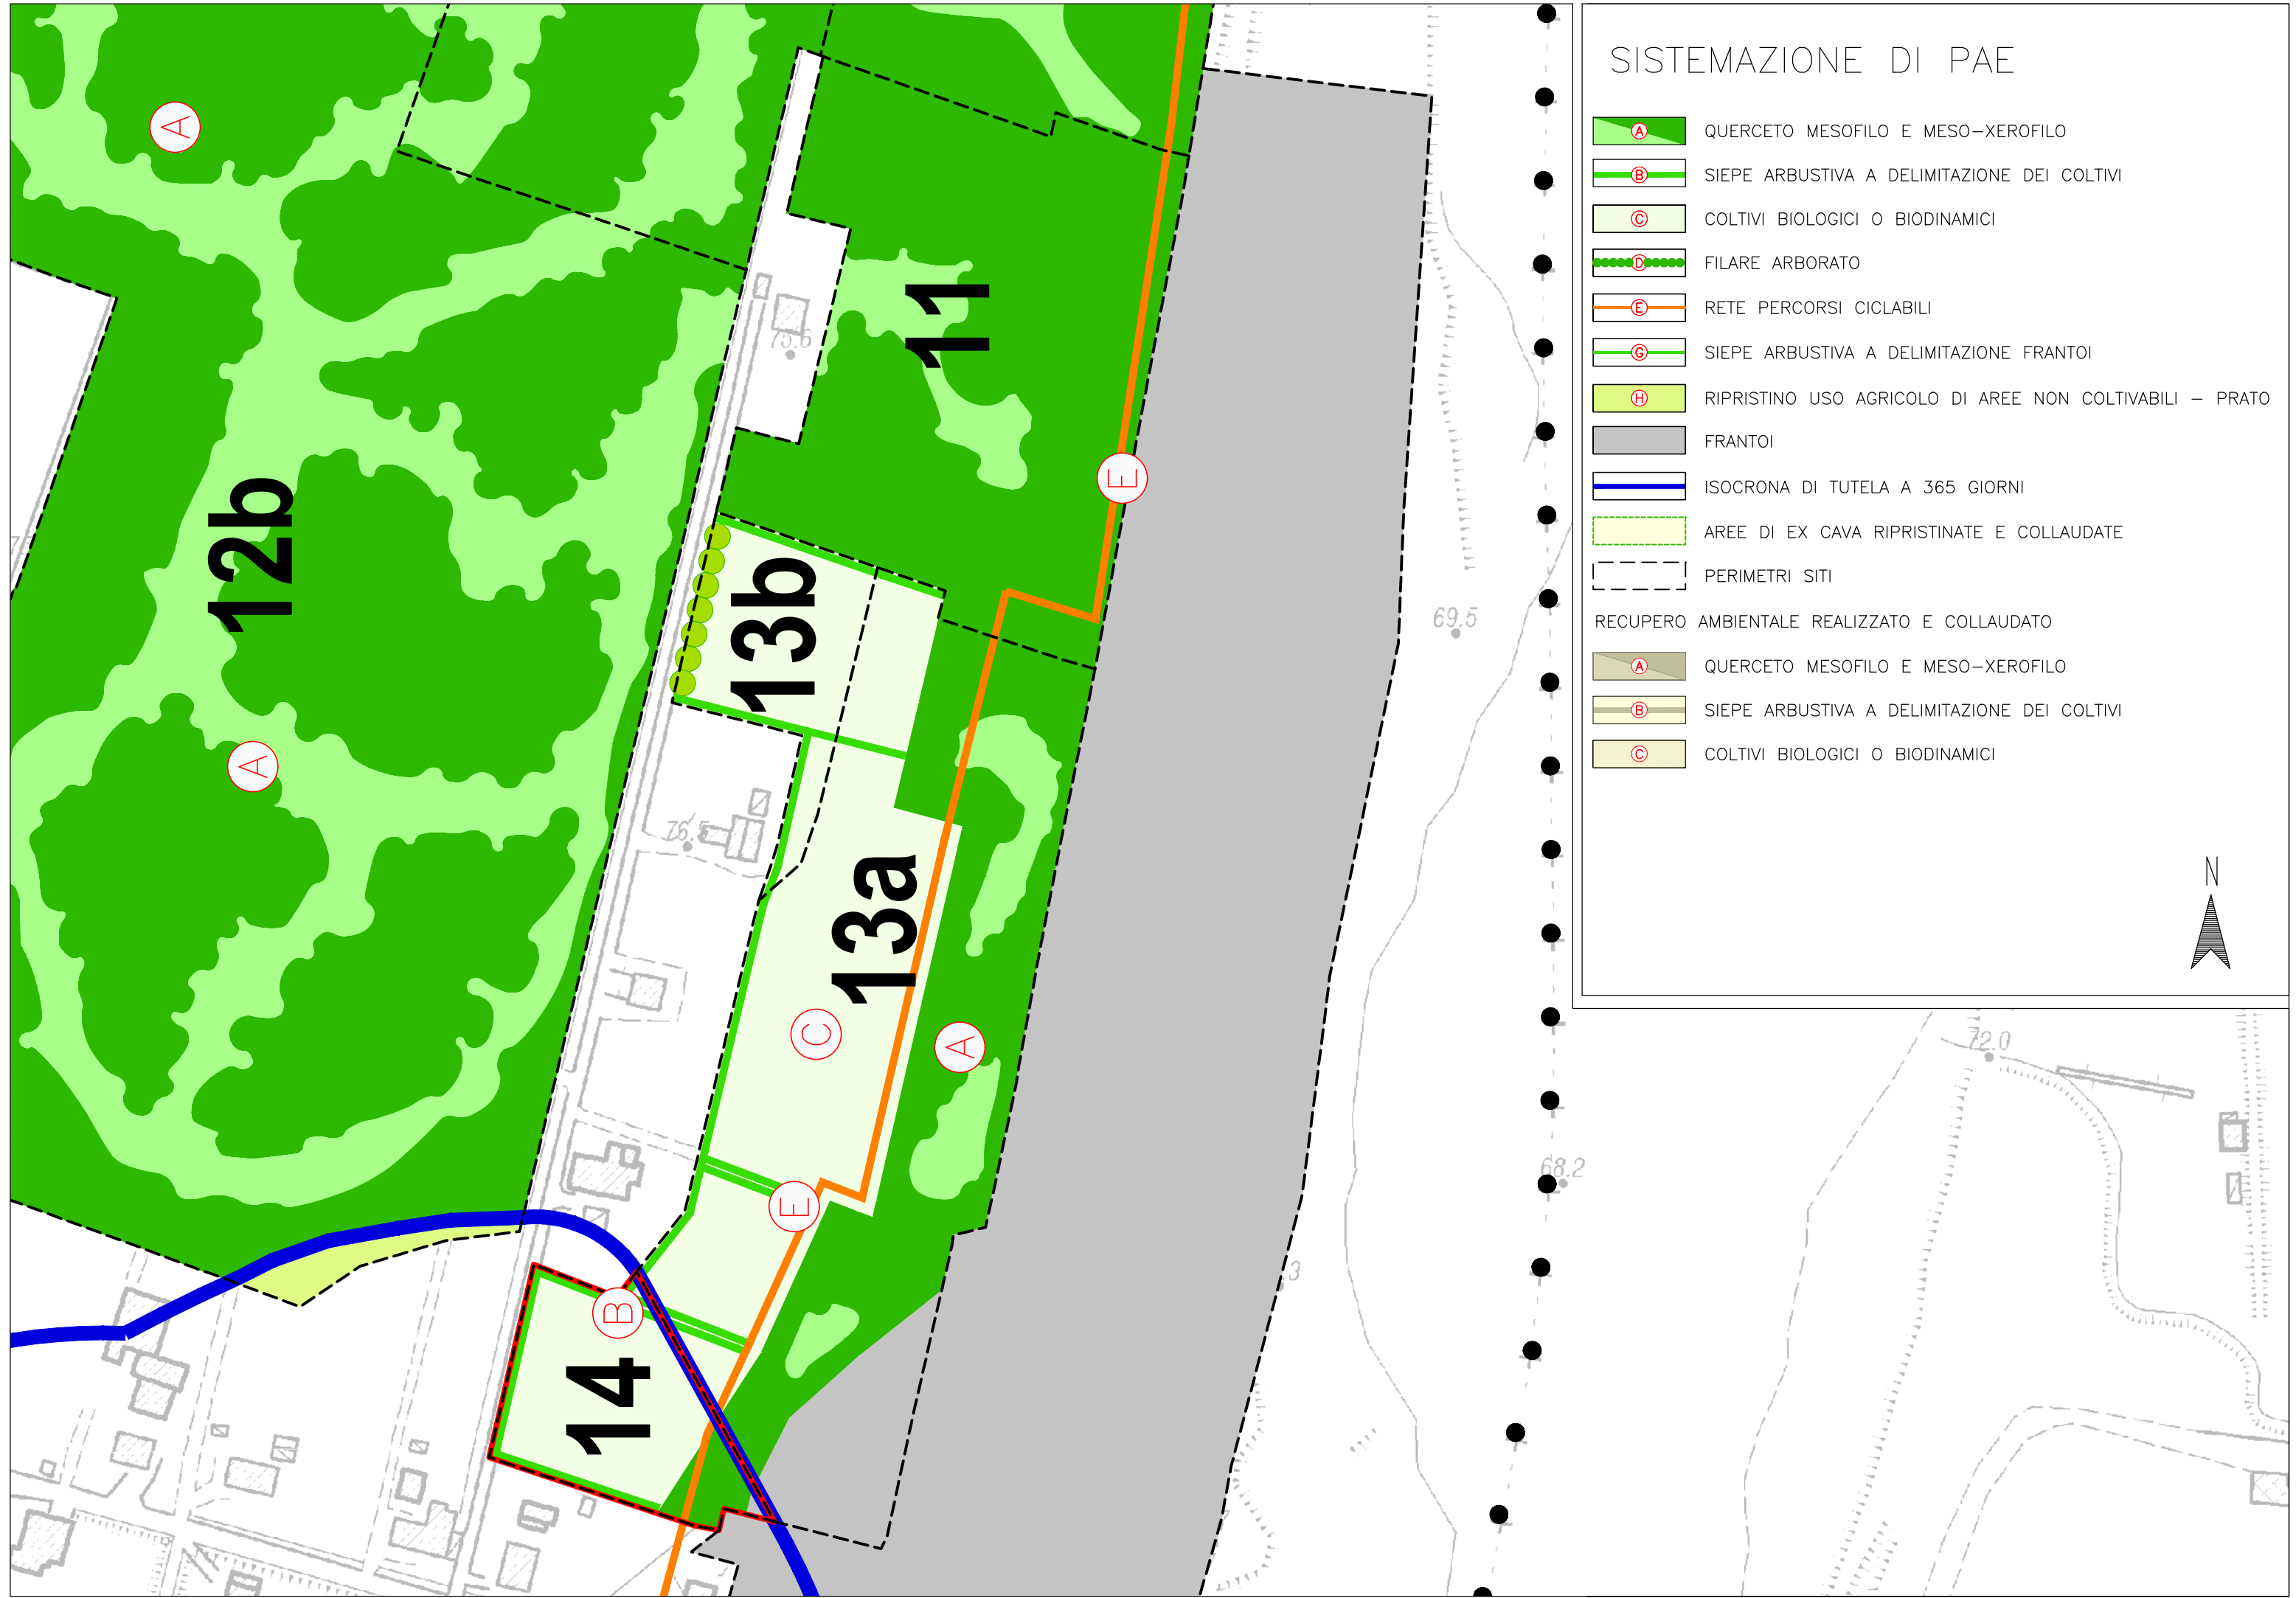 SISTEMAZIONE DI PAE
A QUERCETO MESOFILO E MESO-XEROFILO
B SIEPE ARBUSTIVA A DELIMITAZIONE DEI COLTIVI
C COLTIVI BIOLOGICI O BIODINAMICI
D FILARE ARBORATO
E RETE PERCORSI CICLABILI
G SIEPE ARBUSTIVA A DELIMITAZIONE FRANTOI
H RIPRISTINO USO AGRICOLO DI AREE NON COLTIVABILI - PRATO
FRANTOI
ISOCRONA DI TUTELA A 365 GIORNI
AREE DI EX CAVA RIPRISTINATE E COLLAUDATE
PERIMETRI SITI
RECUPERO AMBIENTALE REALIZZATO E COLLAUDATO
A QUERCETO MESOFILO E MESO-XEROFILO
B SIEPE ARBUSTIVA A DELIMITAZIONE DEI COLTIVI
C COLTIVI BIOLOGICI O BIODINAMICI
N
A
11
75.6
E
12b
13b
69.5
A
76.5
13a
C
A
72.0
68.2
E
B
14